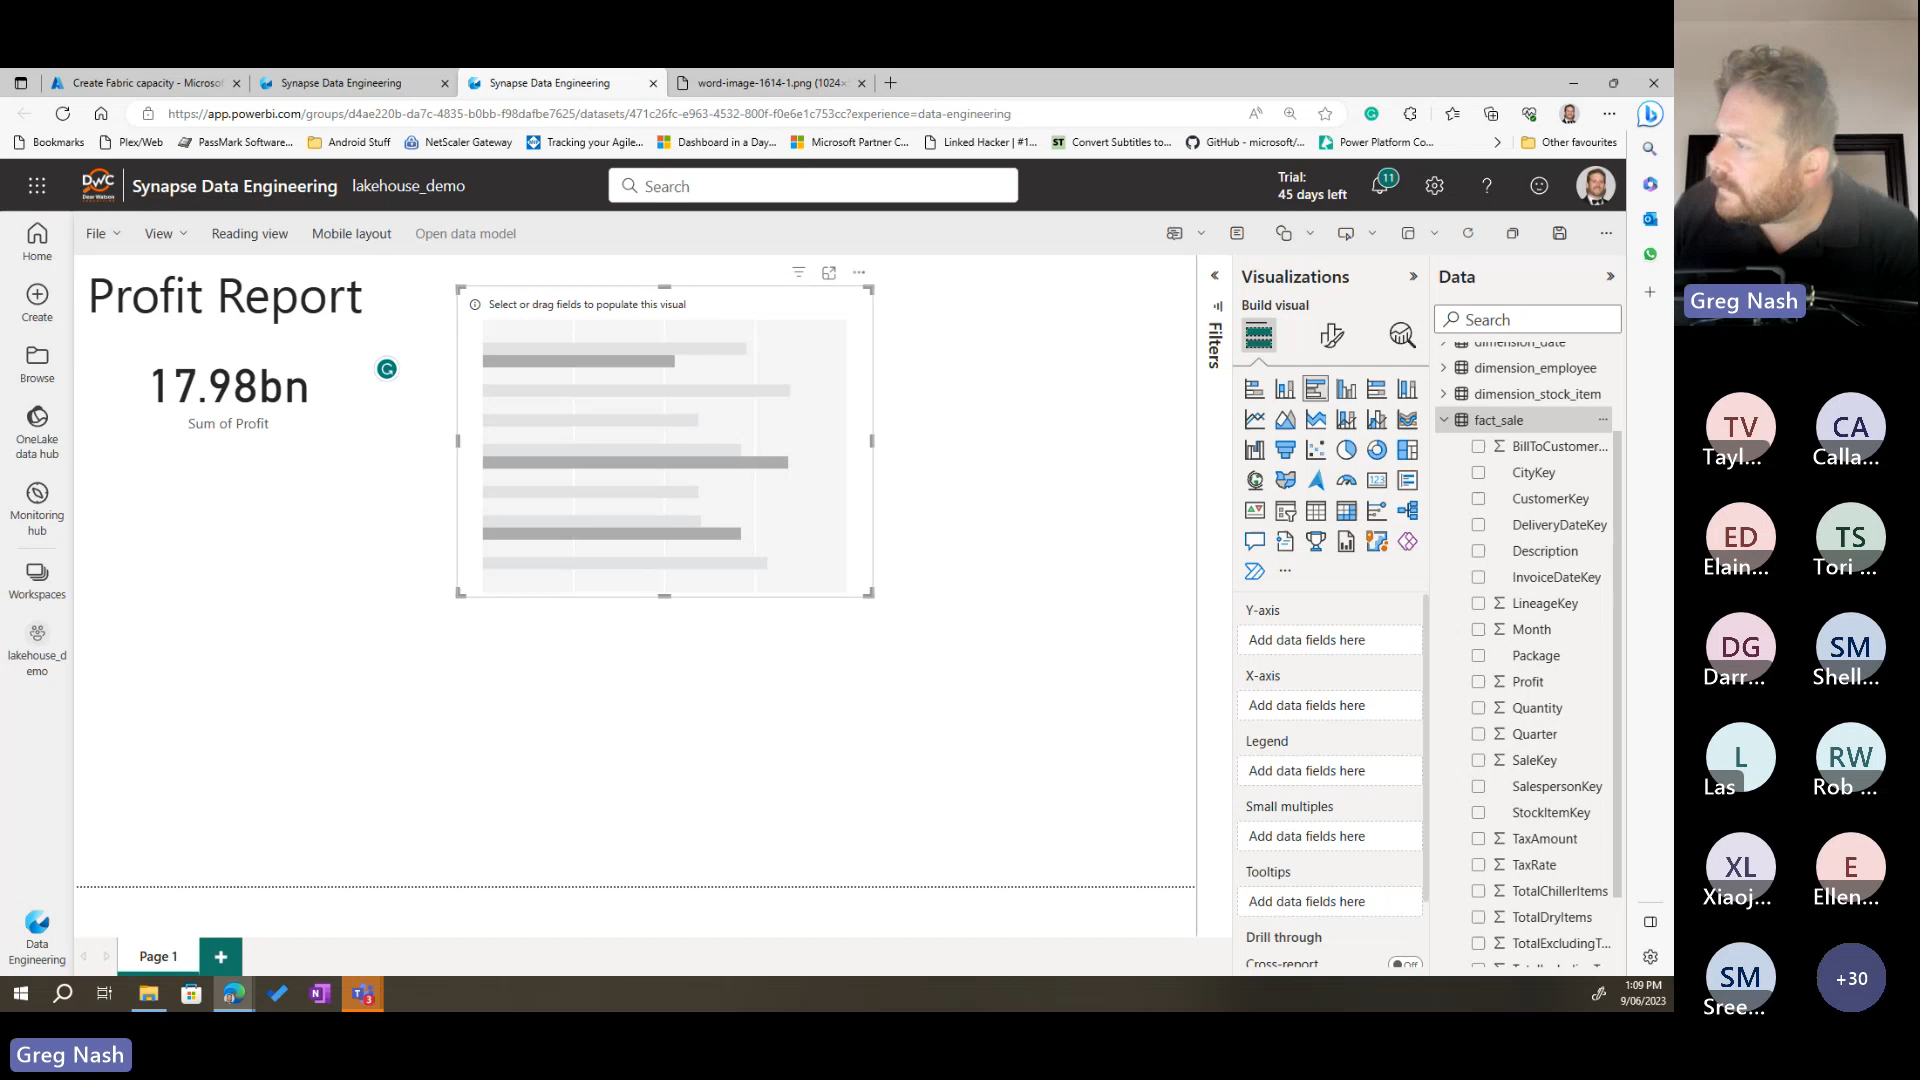 Create Fabric capacity - Microsof
Synapse Data Engineering
Synapse Data Engineering
word-image-1614-1.png (1024×
https://app.powerbi.com/groups/d4ae220b-da7c-4835-b0bb-f98dafbe7625/datasets/471c26fc-e963-4532-800f-f0e6e1c753cc?experience=data-engineering
Bookmarks
Plex/Web
PassMark Software...
Android Stuff
NetScaler Gateway
Tracking your Agile...
Dashboard in a Day...
Microsoft Partner C...
Linked Hacker | #1...
ST
Convert Subtitles to...
GitHub - microsoft/...
Power Platform Co...
Other favourites
DWC
Synapse Data Engineering
lakehouse_demo
Search
Trial:
45 days left
11
File
View
Reading view
Mobile layout
Open data model
Home
Create
Browse
OneLake
data hub
Monitoring
hub
Workspaces
lakehouse_d
emo
Data
Engineering
Profit Report
17.98bn
Sum of Profit
Select or drag fields to populate this visual
Filters
Visualizations
Build visual
123
Y-axis
Add data fields here
X-axis
Add data fields here
Legend
Add data fields here
Small multiples
Add data fields here
Tooltips
Add data fields here
Drill through
Cross-report
Off
Data
Search
dimension_date
dimension_employee
dimension_stock_item
fact_sale
BillToCustomer...
CityKey
CustomerKey
DeliveryDateKey
Description
InvoiceDateKey
LineageKey
Month
Package
Profit
Quantity
Quarter
SaleKey
SalespersonKey
StockItemKey
TaxAmount
TaxRate
TotalChillerItems
TotalDryItems
TotalExcludingT...
Page 1
3
1:09 PM
9/06/2023
Greg Nash
Greg Nash
TV
Tayl...
CA
Calla...
ED
Elain...
TS
Tori ...
DG
Darr...
SM
Shell...
L
Las
RW
Rob ...
XL
Xiaoj...
E
Ellen...
SM
Sree...
+30